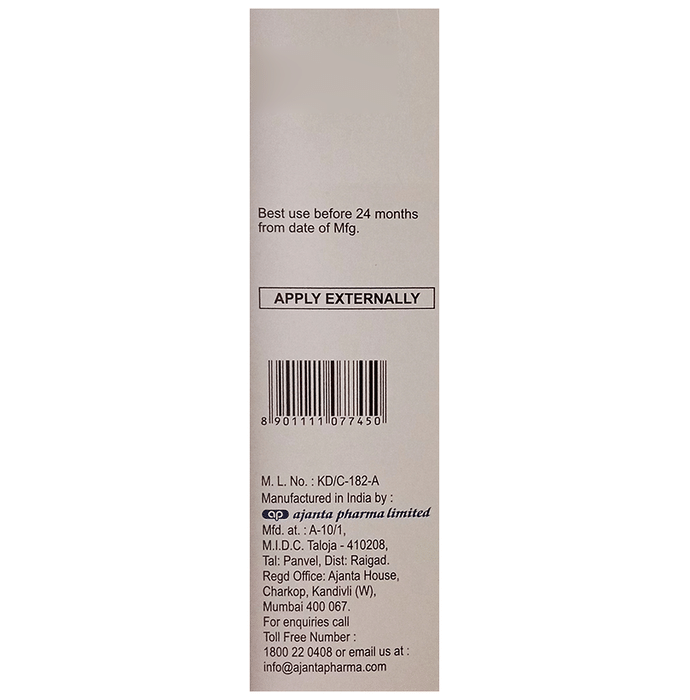 Best use before 24 months
from date of Mfg.
APPLY EXTERNALLY
8 901111 077450
M. L. No. : KD/C-182-A
Manufactured in India by :
ap ajanta pharma limited
Mfd. at. : A-10/1,
M.I.D.C. Taloja - 410208,
Tal: Panvel, Dist: Raigad.
Regd Office: Ajanta House,
Charkop, Kandivli (W),
Mumbai 400 067.
For enquiries call
Toll Free Number :
1800 22 0408 or email us at :
info@ajantapharma.com